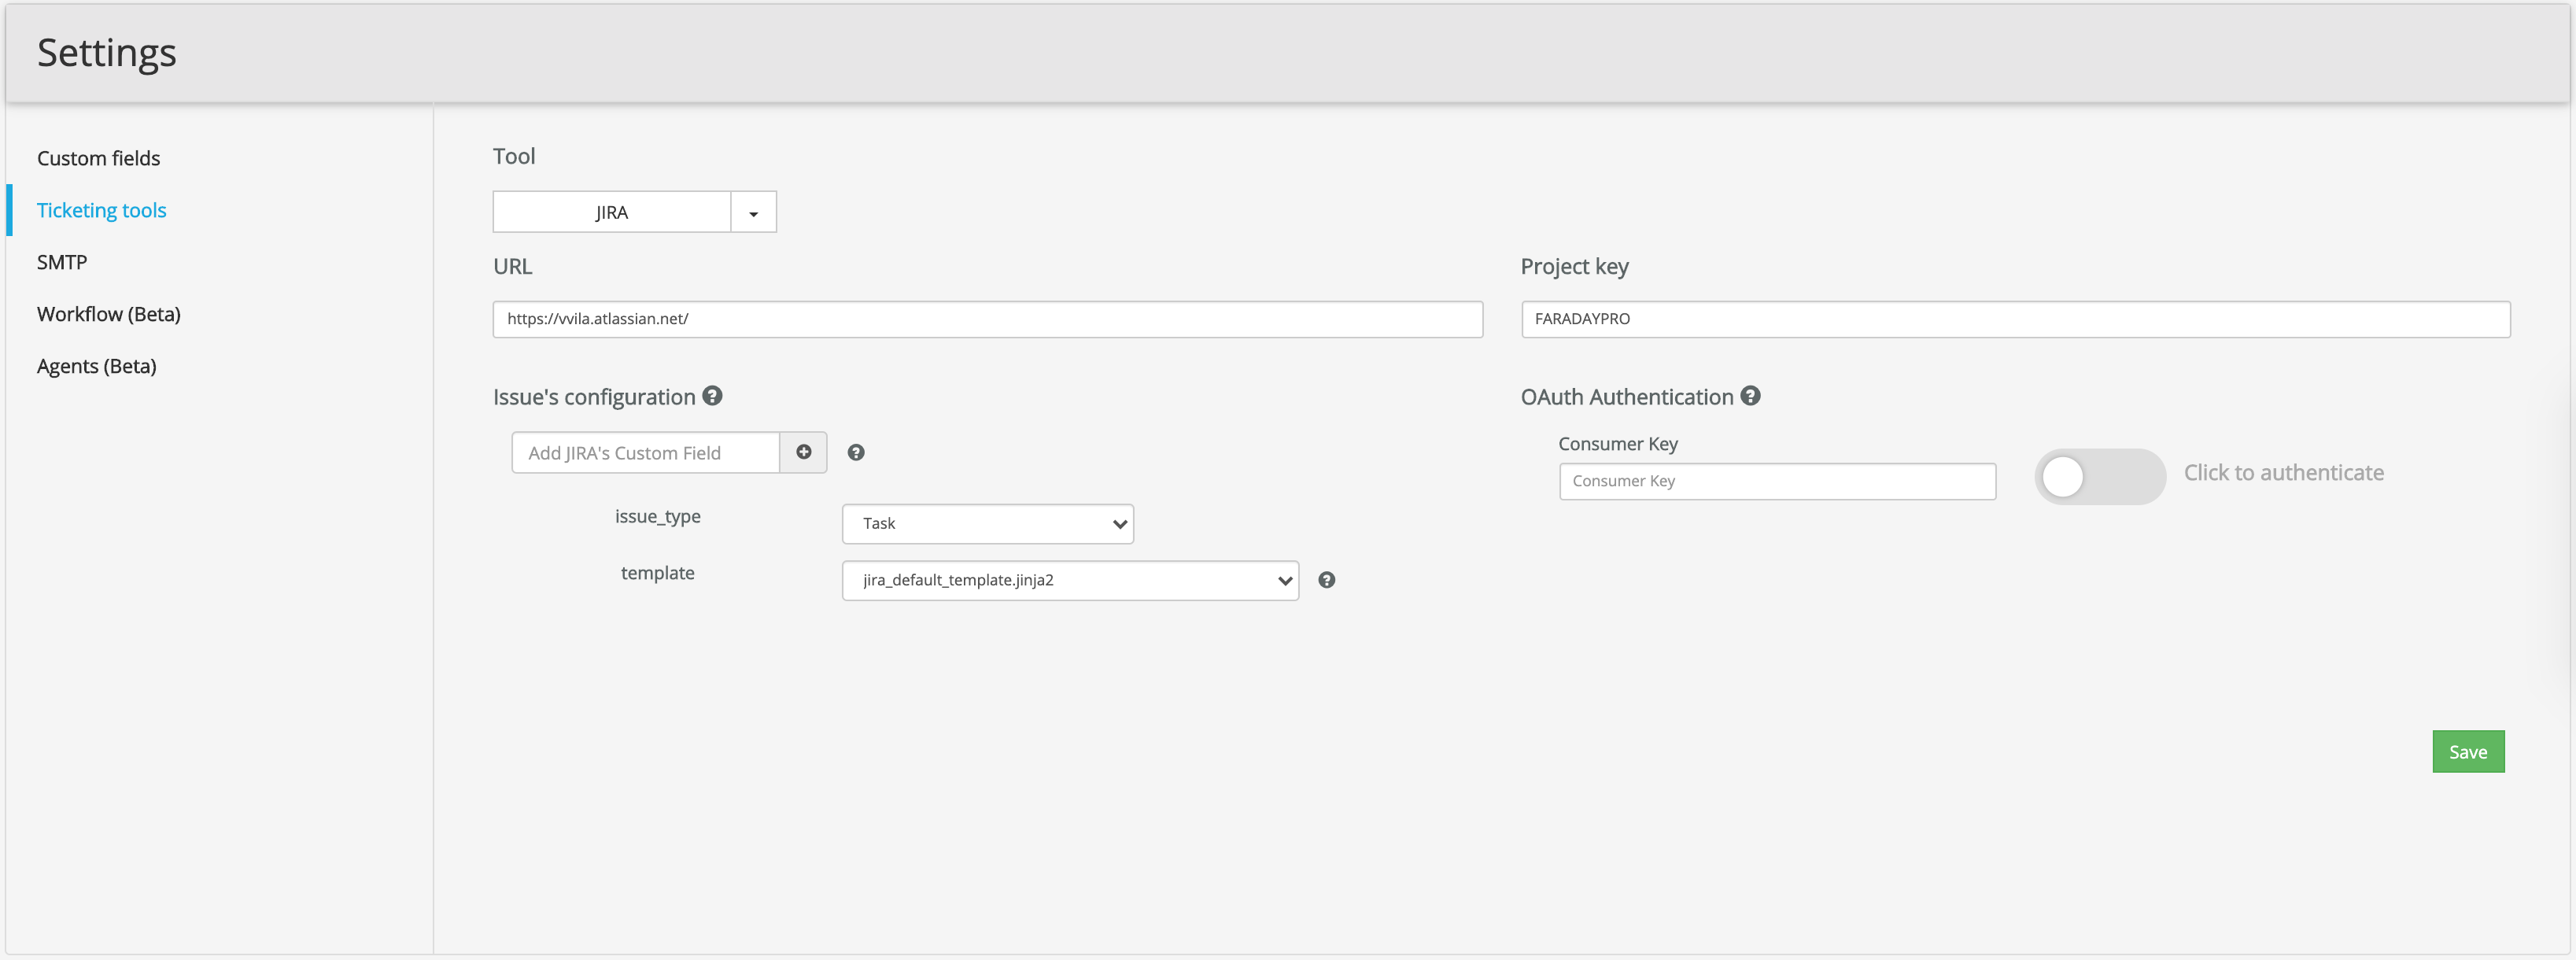 Settings
Custom fields
Ticketing tools
SMTP
Workflow (Beta)
Agents (Beta)
Tool
JIRA
URL
https://vvila.atlassian.net/
Project key
FARADAYPRO
Issue's configuration
Add JIRA's Custom Field
issue_type
Task
template
jira_default_template.jinja2
OAuth Authentication
Consumer Key
Consumer Key
Click to authenticate
Save